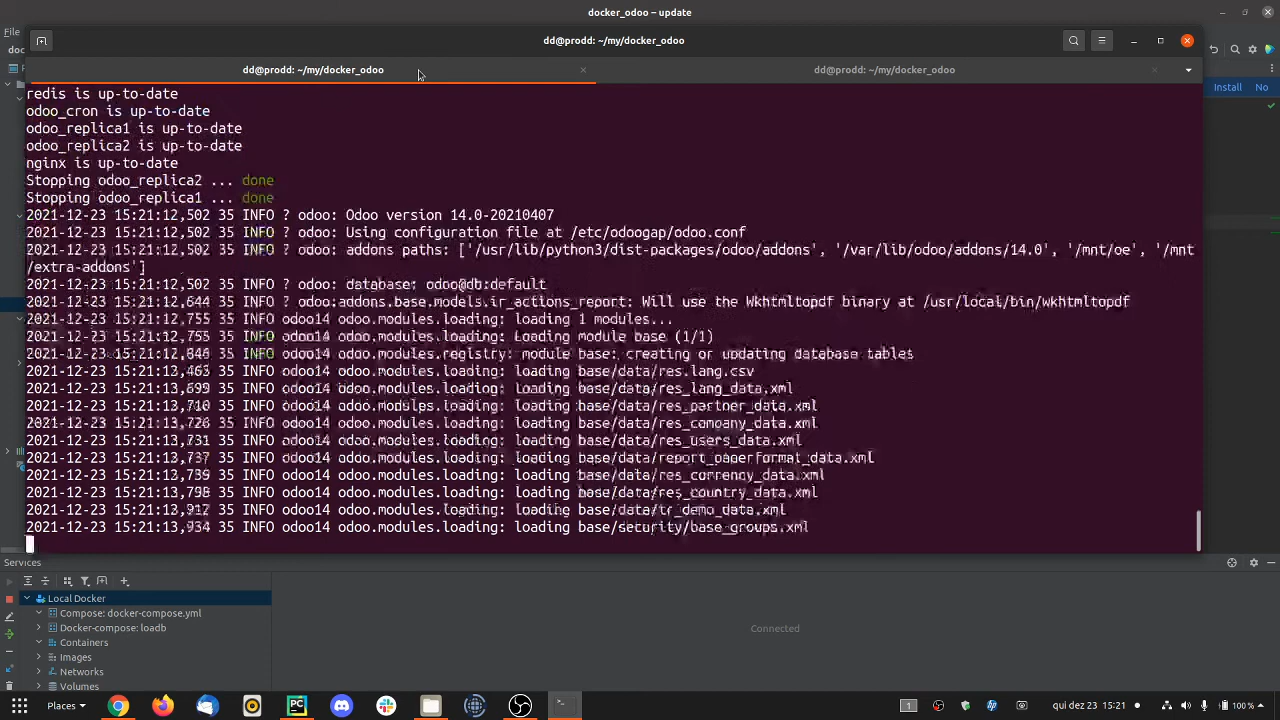 docker_odoo – update
File
dd@prodd: ~/my/docker_odoo
dd@prodd: ~/my/docker_odoo
dd@prodd: ~/my/docker_odoo
Install No
redis is up-to-date
odoo_cron is up-to-date
odoo_replica1 is up-to-date
odoo_replica2 is up-to-date
nginx is up-to-date
Stopping odoo_replica2 ... done
Stopping odoo_replica1 ... done
2021-12-23 15:21:12,502 35 INFO ? odoo: Odoo version 14.0-20210407
2021-12-23 15:21:12,502 35 INFO ? odoo: Using configuration file at /etc/odoogap/odoo.conf
2021-12-23 15:21:12,502 35 INFO ? odoo: addons paths: ['/usr/lib/python3/dist-packages/odoo/addons', '/var/lib/odoo/addons/14.0', '/mnt/oe', '/mnt
/extra-addons']
2021-12-23 15:21:12,502 35 INFO ? odoo: database: odoo@db:default
2021-12-23 15:21:12,644 35 INFO ? odoo.addons.base.models.ir_actions_report: Will use the Wkhtmltopdf binary at /usr/local/bin/wkhtmltopdf
2021-12-23 15:21:12,755 35 INFO odoo14 odoo.modules.loading: loading 1 modules...
2021-12-23 15:21:12,755 35 INFO odoo14 odoo.modules.loading: Loading module base (1/1)
2021-12-23 15:21:12,846 35 INFO odoo14 odoo.modules.registry: module base: creating or updating database tables
2021-12-23 15:21:13,465 35 INFO odoo14 odoo.modules.loading: loading base/data/res.lang.csv
2021-12-23 15:21:13,699 35 INFO odoo14 odoo.modules.loading: loading base/data/res_lang_data.xml
2021-12-23 15:21:13,710 35 INFO odoo14 odoo.modules.loading: loading base/data/res_partner_data.xml
2021-12-23 15:21:13,726 35 INFO odoo14 odoo.modules.loading: loading base/data/res_company_data.xml
2021-12-23 15:21:13,731 35 INFO odoo14 odoo.modules.loading: loading base/data/res_users_data.xml
2021-12-23 15:21:13,737 35 INFO odoo14 odoo.modules.loading: loading base/data/report_paperformat_data.xml
2021-12-23 15:21:13,759 35 INFO odoo14 odoo.modules.loading: loading base/data/res_currency_data.xml
2021-12-23 15:21:13,798 35 INFO odoo14 odoo.modules.loading: loading base/data/res_country_data.xml
2021-12-23 15:21:13,917 35 INFO odoo14 odoo.modules.loading: loading base/data/ir_demo_data.xml
2021-12-23 15:21:13,934 35 INFO odoo14 odoo.modules.loading: loading base/security/base_groups.xml
Services
Local Docker
Compose: docker-compose.yml
Docker-compose: loadb
Containers
Images
Networks
Volumes
Connected
Places
1
qui dez 23 15:21
100 %